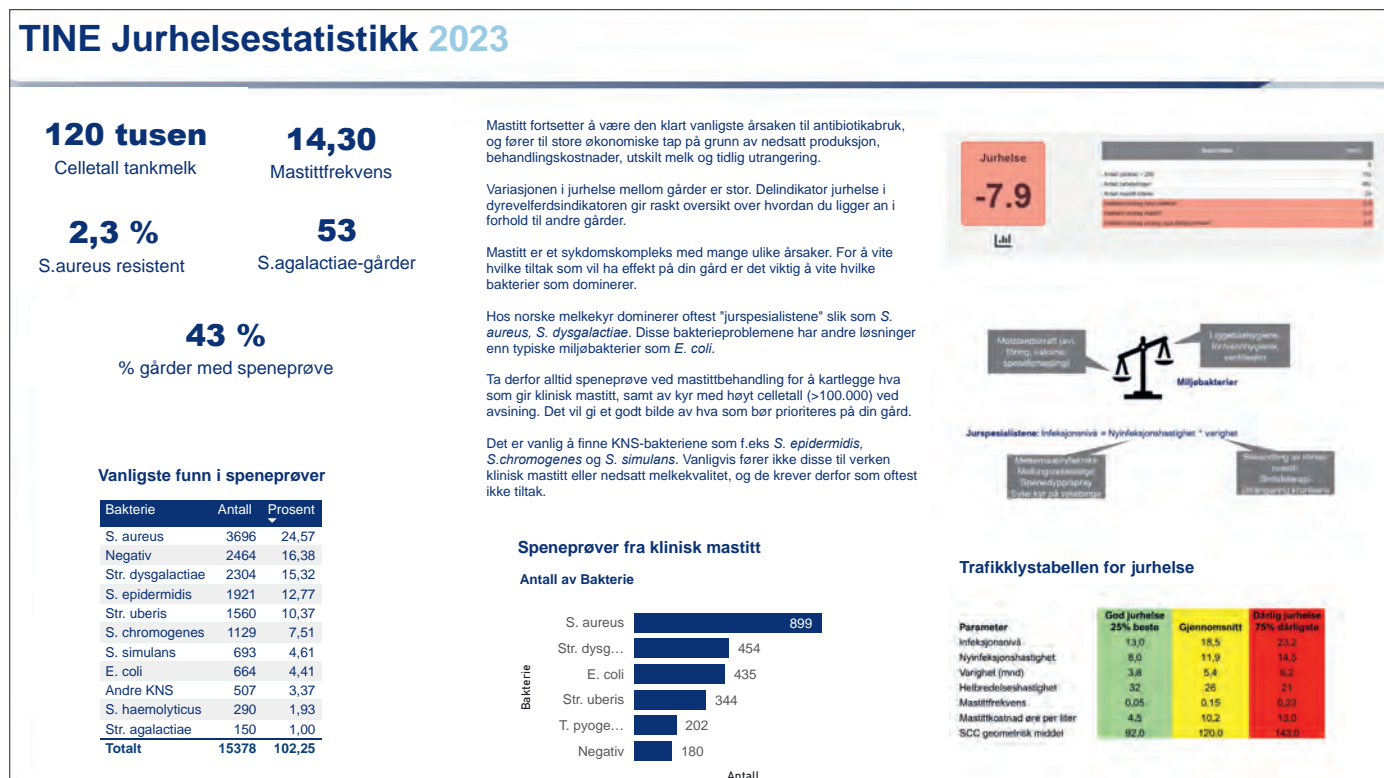 TINE Jurhelsestatistikk 2023
120 tusen
Celletall tankmelk
14,30
Mastittfrekvens
2,3 %
S.aureus resistent
53
S.agalactiae-gårder
43 %
% gårder med speneprøve
Vanligste funn i speneprøver
Bakterie Antall Prosent
S. aureus 3696 24,57
Negativ 2464 16,38
Str. dysgalactiae 2304 15,32
S. epidermidis 1921 12,77
Str. uberis 1560 10,37
S. chromogenes 1129 7,51
S. simulans 693 4,61
E. coli 664 4,41
Andre KNS 507 3,37
S. haemolyticus 290 1,93
Str. agalactiae 150 1,00
Totalt 15378 102,25
Mastitt fortsetter å være den klart vanligste årsaken til antibiotikabruk,
og fører til store økonomiske tap på grunn av nedsatt produksjon,
behandlingskostnader, utskilt melk og tidlig utrangering.
Variasjonen i jurhelse mellom gårder er stor. Delindikator jurhelse i
dyrevelferdsindikatoren gir raskt oversikt over hvordan du ligger an i
forhold til andre gårder.
Mastitt er et sykdomskompleks med mange ulike årsaker. For å vite
hvilke tiltak som vil ha effekt på din gård er det viktig å vite hvilke
bakterier som dominerer.
Hos norske melkekyr dominerer oftest "jurspesialistene" slik som S.
aureus, S. dysgalactiae. Disse bakterieproblemene har andre løsninger
enn typiske miljøbakterier som E. coli.
Ta derfor alltid speneprøve ved mastittbehandling for å kartlegge hva
som gir klinisk mastitt, samt av kyr med høyt celletall (>100.000) ved
avsining. Det vil gi et godt bilde av hva som bør prioriteres på din gård.
Det er vanlig å finne KNS-bakteriene som f.eks S. epidermidis,
S.chromogenes og S. simulans. Vanligvis fører ikke disse til verken
klinisk mastitt eller nedsatt melkekvalitet, og de krever derfor som oftest
ikke tiltak.
Speneprøver fra klinisk mastitt
Antall av Bakterie
Bakterie
S. aureus 899
Str. dysg… 454
E. coli 435
Str. uberis 344
T. pyoge… 202
Negativ 180
Antall
Jurhelse
-7.9
Motstandskraft (avl,
fôring, vaksine,
Liggeplasshygiene,
ventilasjon
Miljøbakterier
Jurspesialistene: Infeksjonsnivå = Nyinfeksjonshastighet * varighet
Spenedypp/spray
Syke kyr på sykebinge
Trafikklystabellen for jurhelse
Parameter God jurhelse 25% beste Gjennomsnitt Dårlig jurhelse 75% dårligste
Infeksjonsnivå 13,0 18,5 23,2
Nyinfeksjonshastighet 8,0 11,9 14,5
Varighet (mnd) 3,8 5,4 6,2
Helbredelseshastighet 32 26 21
Mastittfrekvens 0,05 0,15 0,23
Mastittkostnad øre per liter 4,5 10,2 13,0
SCC geometrisk middel 92,0 120,0 143,0